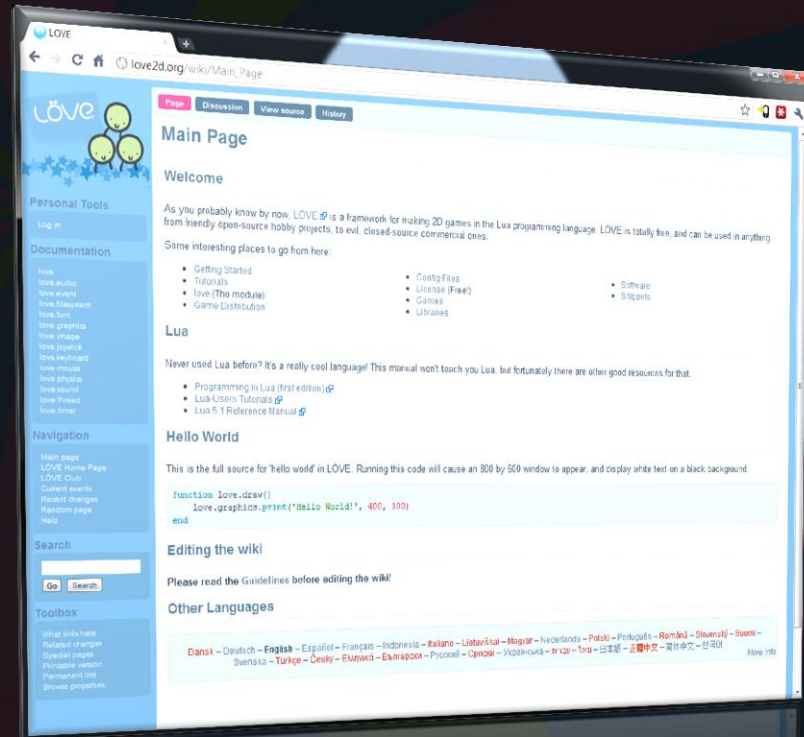 LOVE
love2d.org/wiki/Main_Page
LÖVE
Page Discussion View source History
Main Page
Welcome
As you probably know by now, LÖVE is a framework for making 2D games in the Lua programming language. LÖVE is totally free, and can be used in anything
from friendly open-source hobby projects, to evil, closed-source commercial ones.
Some interesting places to go from here:
• Getting Started
• Tutorials
• love (The module)
• Game Distribution
• Config Files
• License (Free!)
• Games
• Libraries
• Software
• Snippets
Lua
Never used Lua before? It's a really cool language! This manual won't teach you Lua, but fortunately there are other good resources for that.
• Programming in Lua (first edition)
• Lua-Users Tutorials
• Lua 5.1 Reference Manual
Hello World
This is the full source for 'hello world' in LÖVE. Running this code will cause an 800 by 600 window to appear, and display white text on a black background.
function love.draw()
love.graphics.print("Hello World!", 400, 300)
end
Editing the wiki
Please read the Guidelines before editing the wiki!
Other Languages
Dansk – Deutsch – English – Español – Français – Indonesia – Italiano – Lietuviškai – Magyar – Nederlands – Polski – Português – Română – Slovenský – Suomi –
Svenska – Türkçe – Česky – Ελληνικά – Български – Русский – Српски – Українська – עברית – ไทย – 日本語 – 正體中文 – 简体中文 – 한국어
More info
Personal Tools
Log in
Documentation
love
love.audio
love.event
love.filesystem
love.font
love.graphics
love.image
love.joystick
love.keyboard
love.mouse
love.physics
love.sound
love.thread
love.timer
Navigation
Main page
LÖVE Home Page
LÖVE Club
Current events
Recent changes
Random page
Help
Search
Go Search
Toolbox
What links here
Related changes
Special pages
Printable version
Permanent link
Browse properties